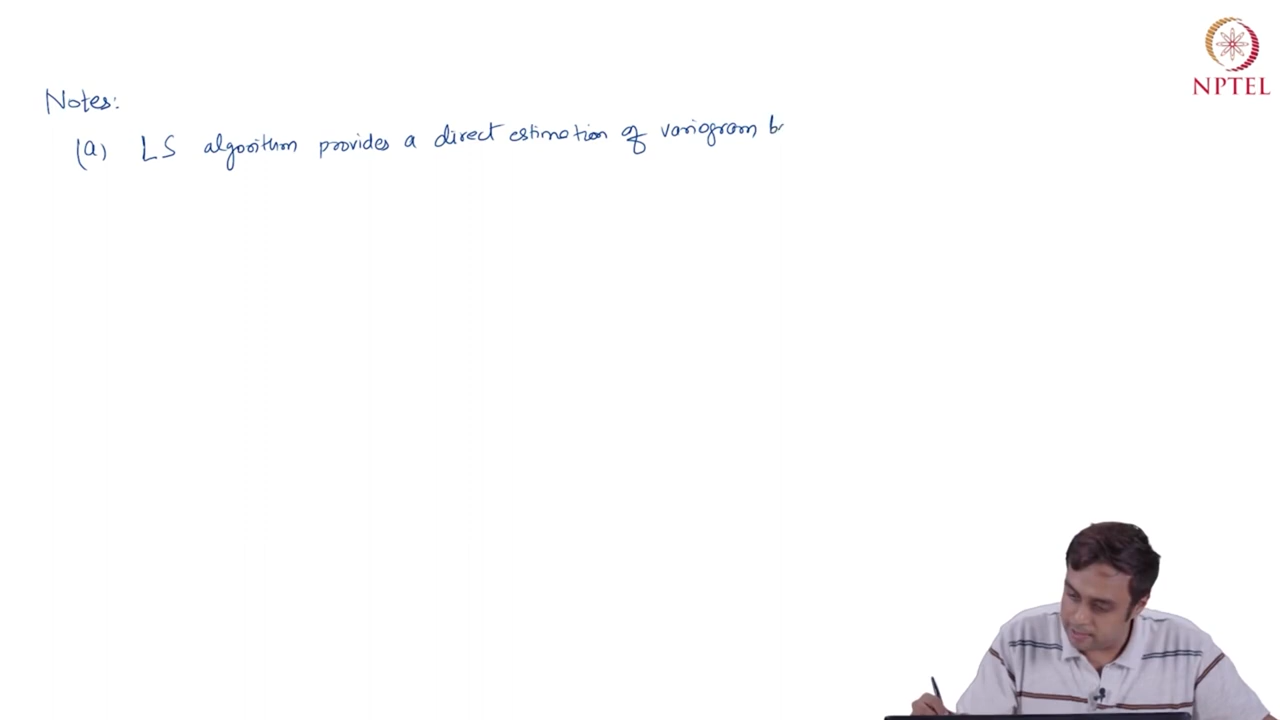 NPTEL
Notes:
(a) LS algorithm provides a direct estimation of variogram b